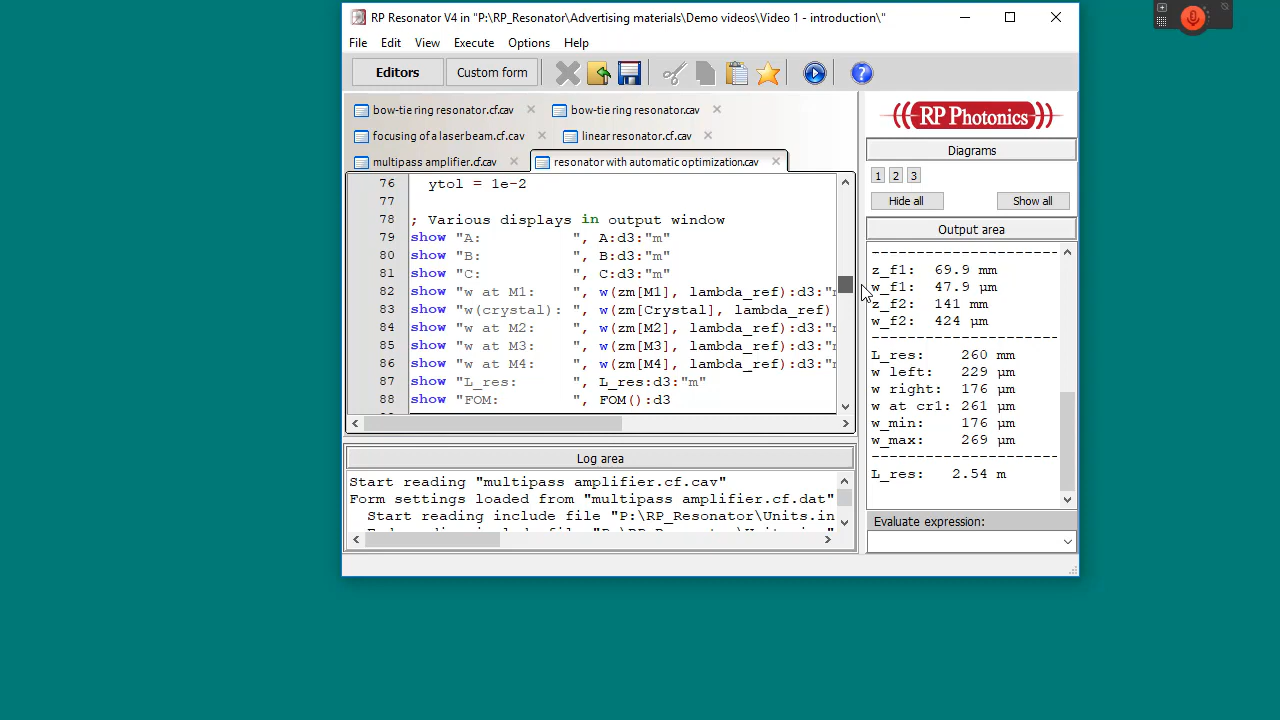 RP Resonator V4 in "P:\RP_Resonator\Advertising materials\Demo videos\Video 1 - introduction\"
File Edit View Execute Options Help
Editors Custom form
bow-tie ring resonator.cf.cav bow-tie ring resonator.cav
focusing of a laser beam.cf.cav linear resonator.cf.cav
multipass amplifier.cf.cav resonator with automatic optimization.cav
76 ytol = 1e-2
77
78 ; Various displays in output window
79 show "A: ", A:d3:"m"
80 show "B: ", B:d3:"m"
81 show "C: ", C:d3:"m"
82 show "w at M1: ", w(zm[M1], lambda_ref):d3:"
83 show "w(crystal): ", w(zm[Crystal], lambda_ref)
84 show "w at M2: ", w(zm[M2], lambda_ref):d3:"
85 show "w at M3: ", w(zm[M3], lambda_ref):d3:"
86 show "w at M4: ", w(zm[M4], lambda_ref):d3:"
87 show "L_res: ", L_res:d3:"m"
88 show "FOM: ", FOM():d3
Log area
Start reading "multipass amplifier.cf.cav"
Form settings loaded from "multipass amplifier.cf.dat"
Start reading include file "P:\RP_Resonator\Units.in
RP Photonics
Diagrams
1 2 3
Hide all Show all
Output area
--------------------
z_f1: 69.9 mm
w_f1: 47.9 µm
z_f2: 141 mm
w_f2: 424 µm
--------------------
L_res: 260 mm
w left: 229 µm
w right: 176 µm
w at cr1: 261 µm
w_min: 176 µm
w_max: 269 µm
--------------------
L_res: 2.54 m
Evaluate expression: